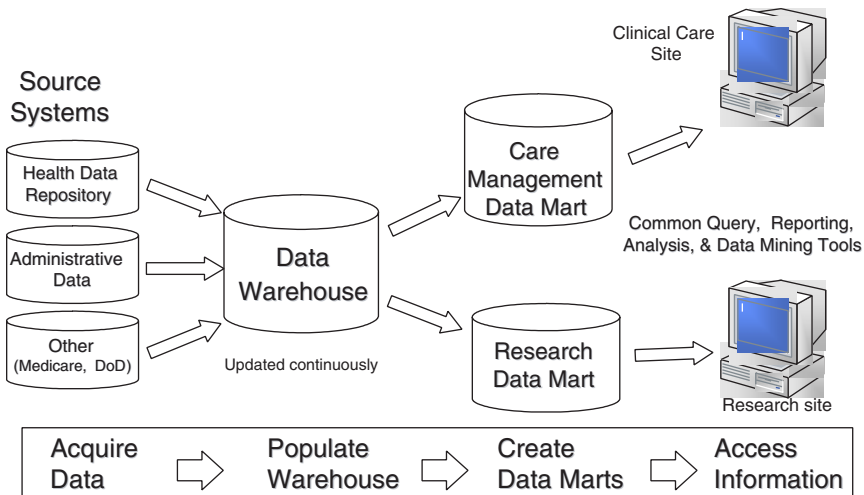 Source
Systems
Health Data
Repository
Administrative
Data
Other
(Medicare, DoD)
Data
Warehouse
Updated continuously
Care
Management
Data Mart
Research
Data Mart
Clinical Care
Site
Common Query, Reporting,
Analysis, & Data Mining Tools
Research site
Acquire
Data
Populate
Warehouse
Create
Data Marts
Access
Information